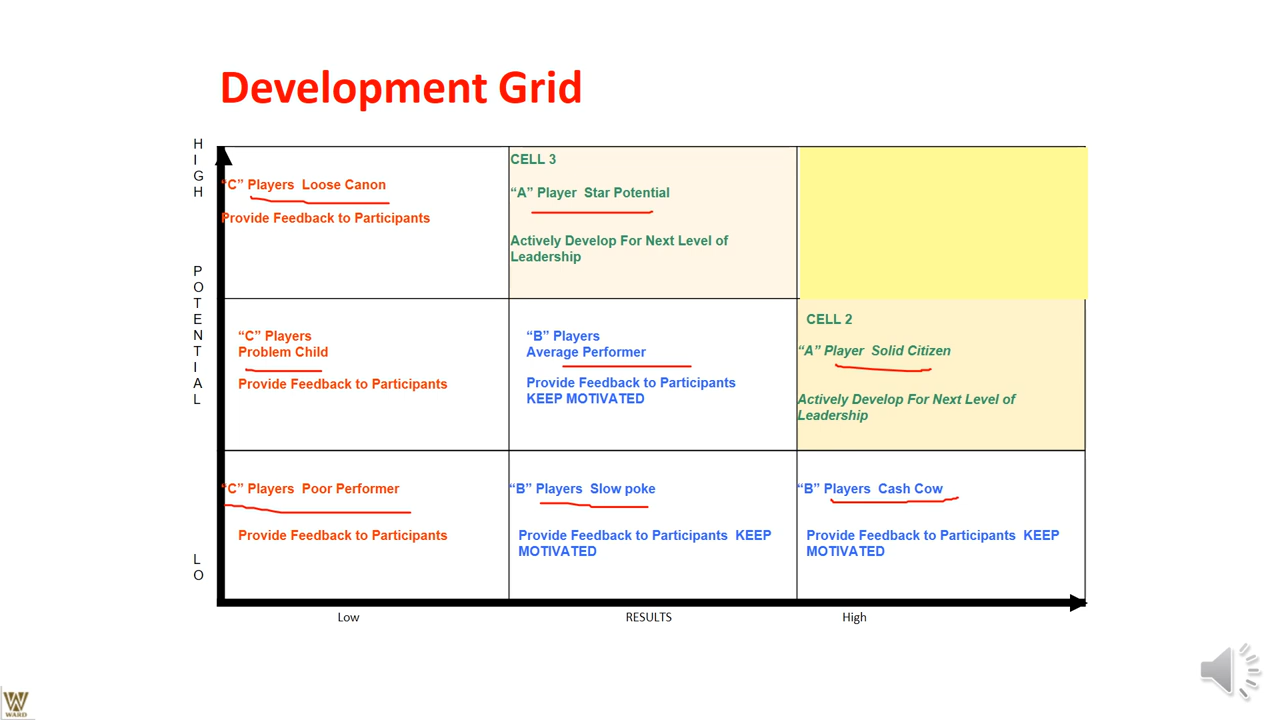 Development Grid
HIGH
POTENTIAL
LO
"C" Players Loose Canon
Provide Feedback to Participants
CELL 3
"A" Player Star Potential
Actively Develop For Next Level of
Leadership
"C" Players
Problem Child
Provide Feedback to Participants
"B" Players
Average Performer
Provide Feedback to Participants
KEEP MOTIVATED
CELL 2
"A" Player Solid Citizen
Actively Develop For Next Level of
Leadership
"C" Players Poor Performer
Provide Feedback to Participants
"B" Players Slow poke
Provide Feedback to Participants KEEP
MOTIVATED
"B" Players Cash Cow
Provide Feedback to Participants KEEP
MOTIVATED
Low
RESULTS
High
W
WARD